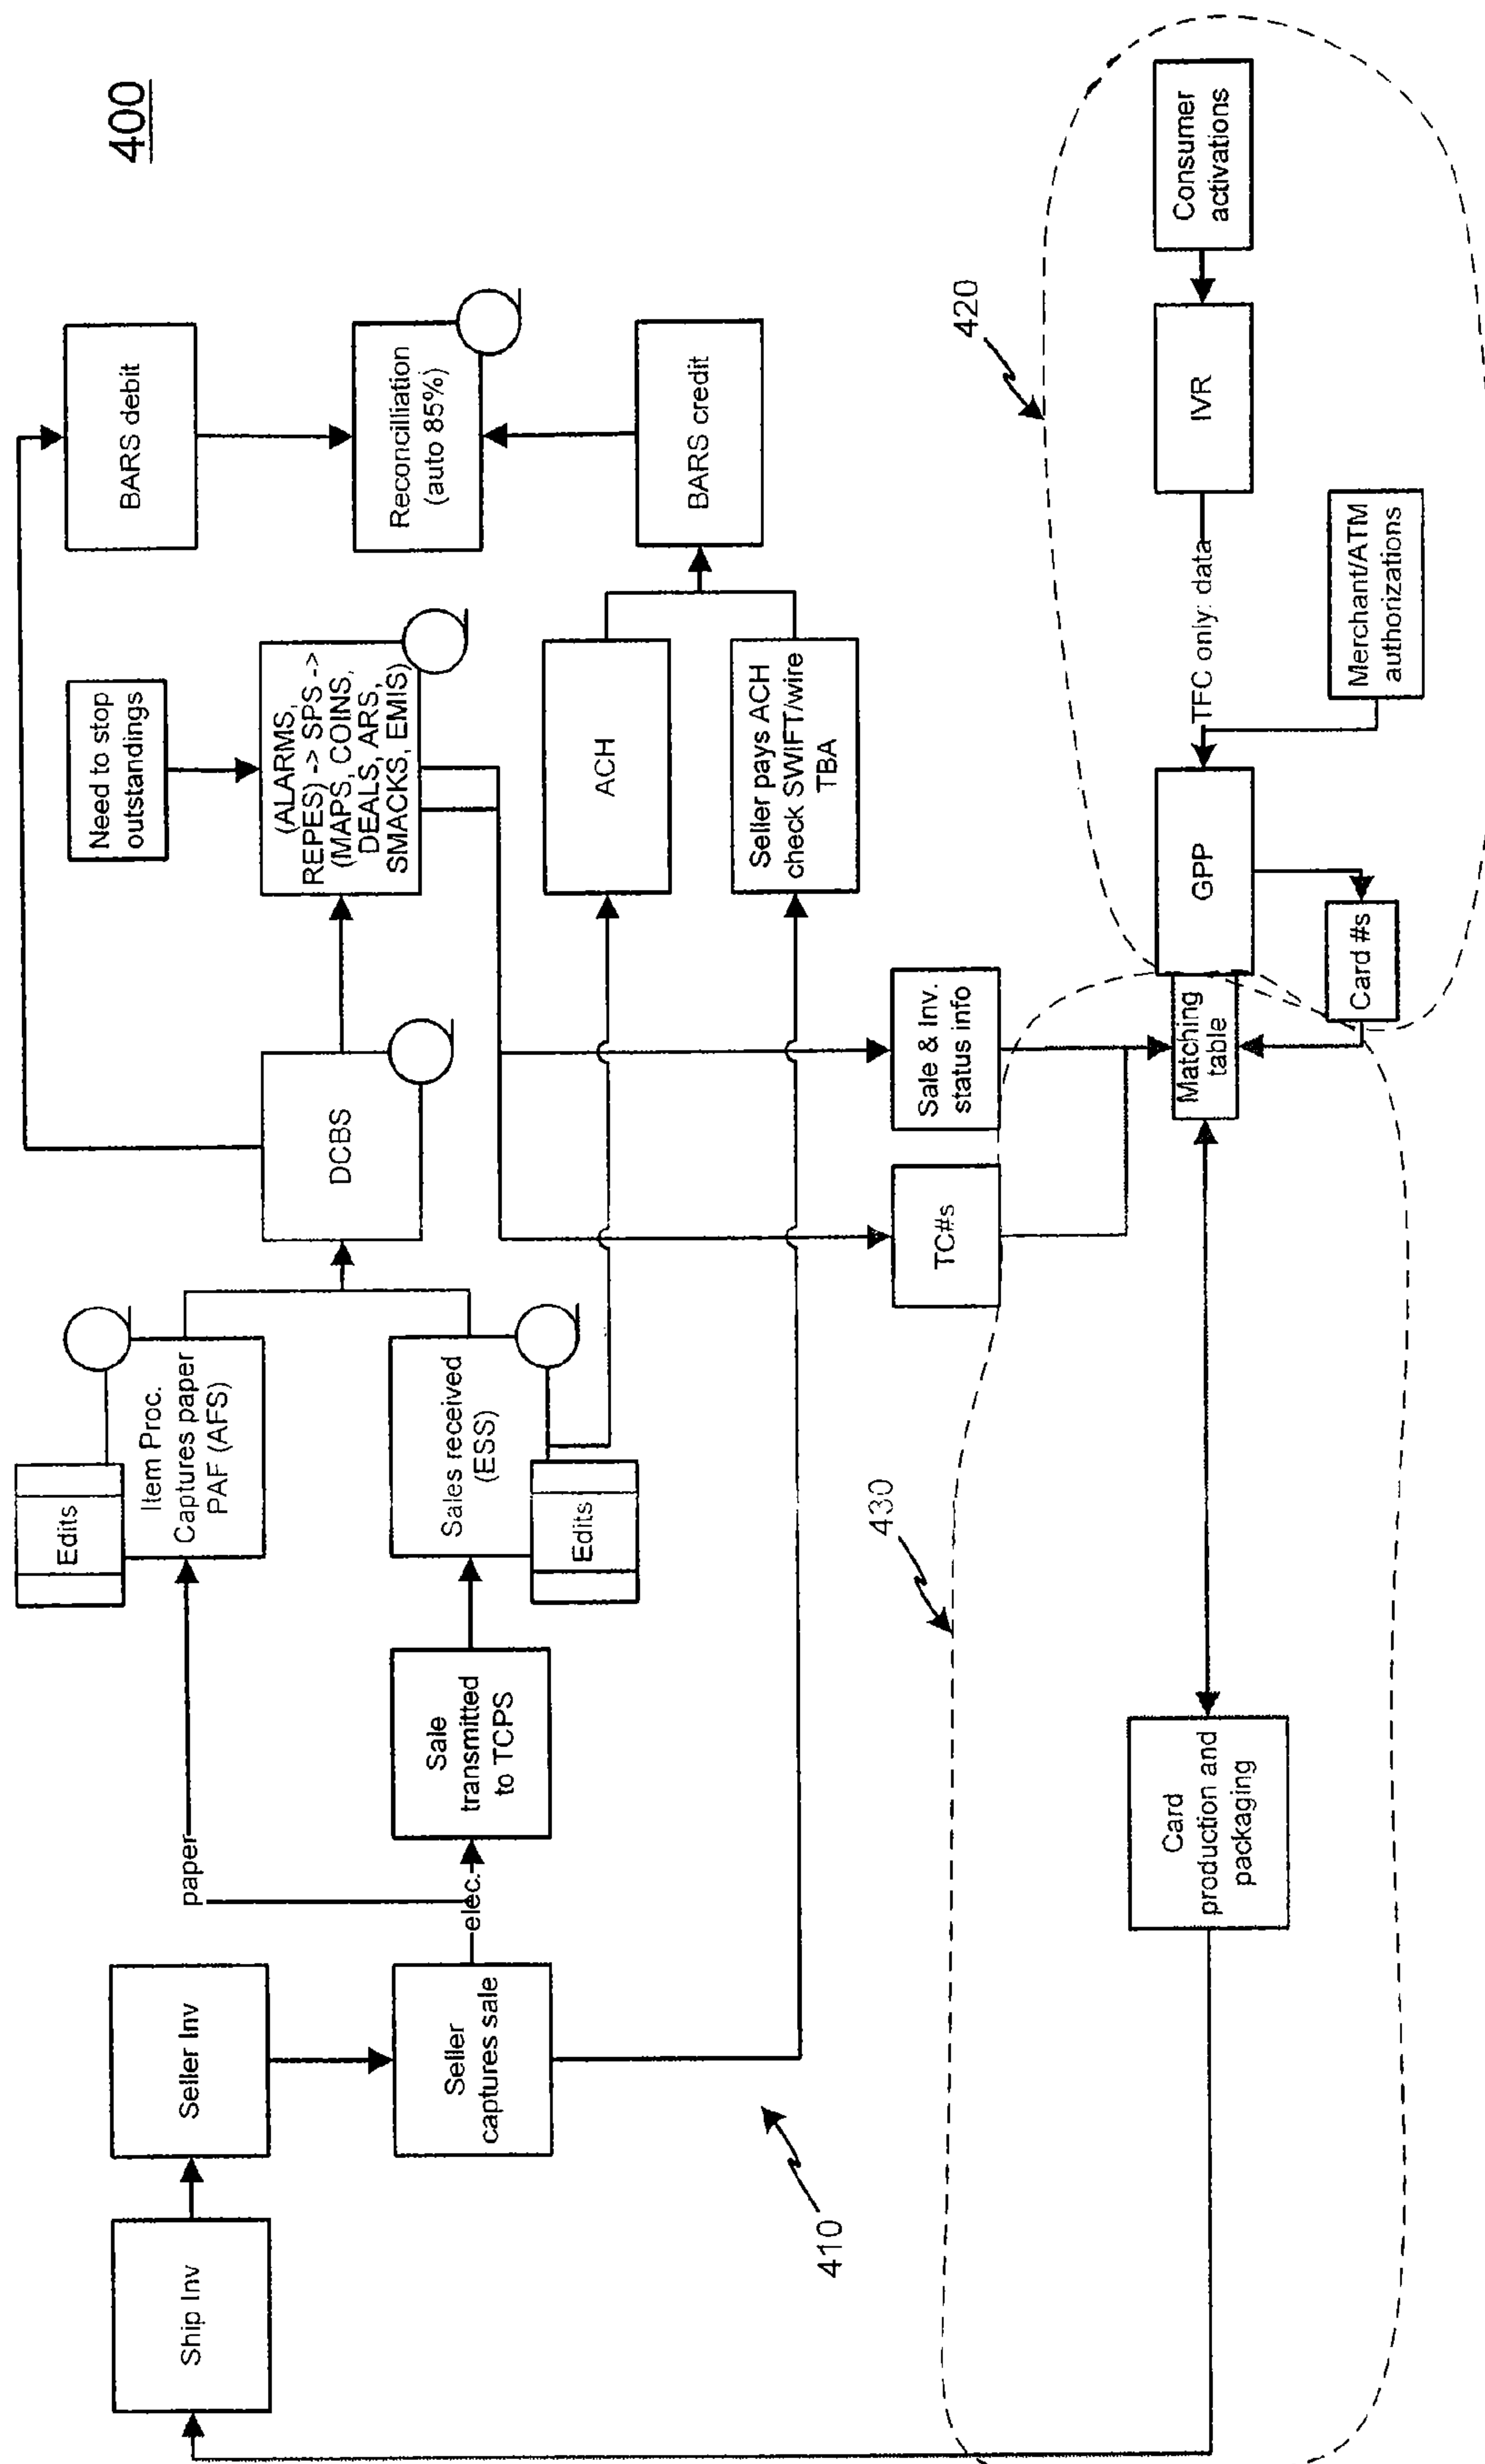 400
Ship Inv
Seller Inv
Seller
captures sale
paper
elec.
Sale
transmitted
to TCPS
Edits
Item Proc.
Captures paper
PAF (AFS)
Sales received
(ESS)
Edits
DCBS
Need to stop
outstandings
(ALARMS,
REPES) -> SPS ->
(MAPS, COINS,
DEALS, ARS,
SMACKS, EMIS)
ACH
Seller pays ACH
check SWIFT/wire
TBA
BARS debit
Reconcilliation
(auto 85%)
BARS credit
410
TC#s
Sale & Inv.
status info
430
420
Card
production and
packaging
Matching
table
GPP
Card #s
TFC only: data
IVR
Consumer
activations
Merchant/ATM
authorizations